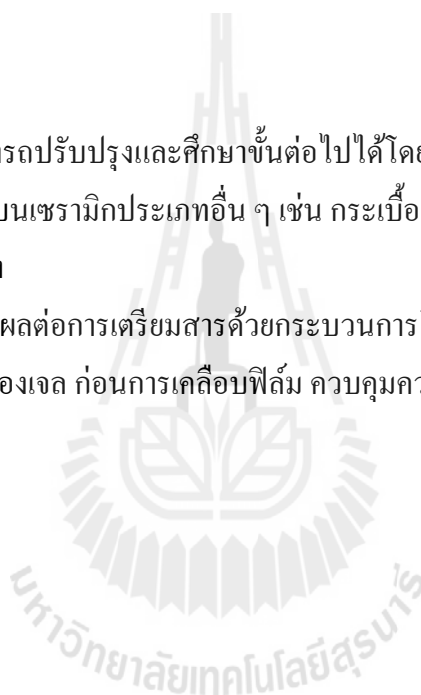 รถปรับปรุงและศึกษาขั้นต่อไปได้โดย
บนเซรามิกประเภทอื่น ๆ เช่น กระเบื้อ
ผลต่อการเตรียมสารด้วยกระบวนการ
องเจล ก่อนการเคลือบฟิล์ม ควบคุมคว
มหาวิทยาลัยเทคโนโลยีสุรนารี